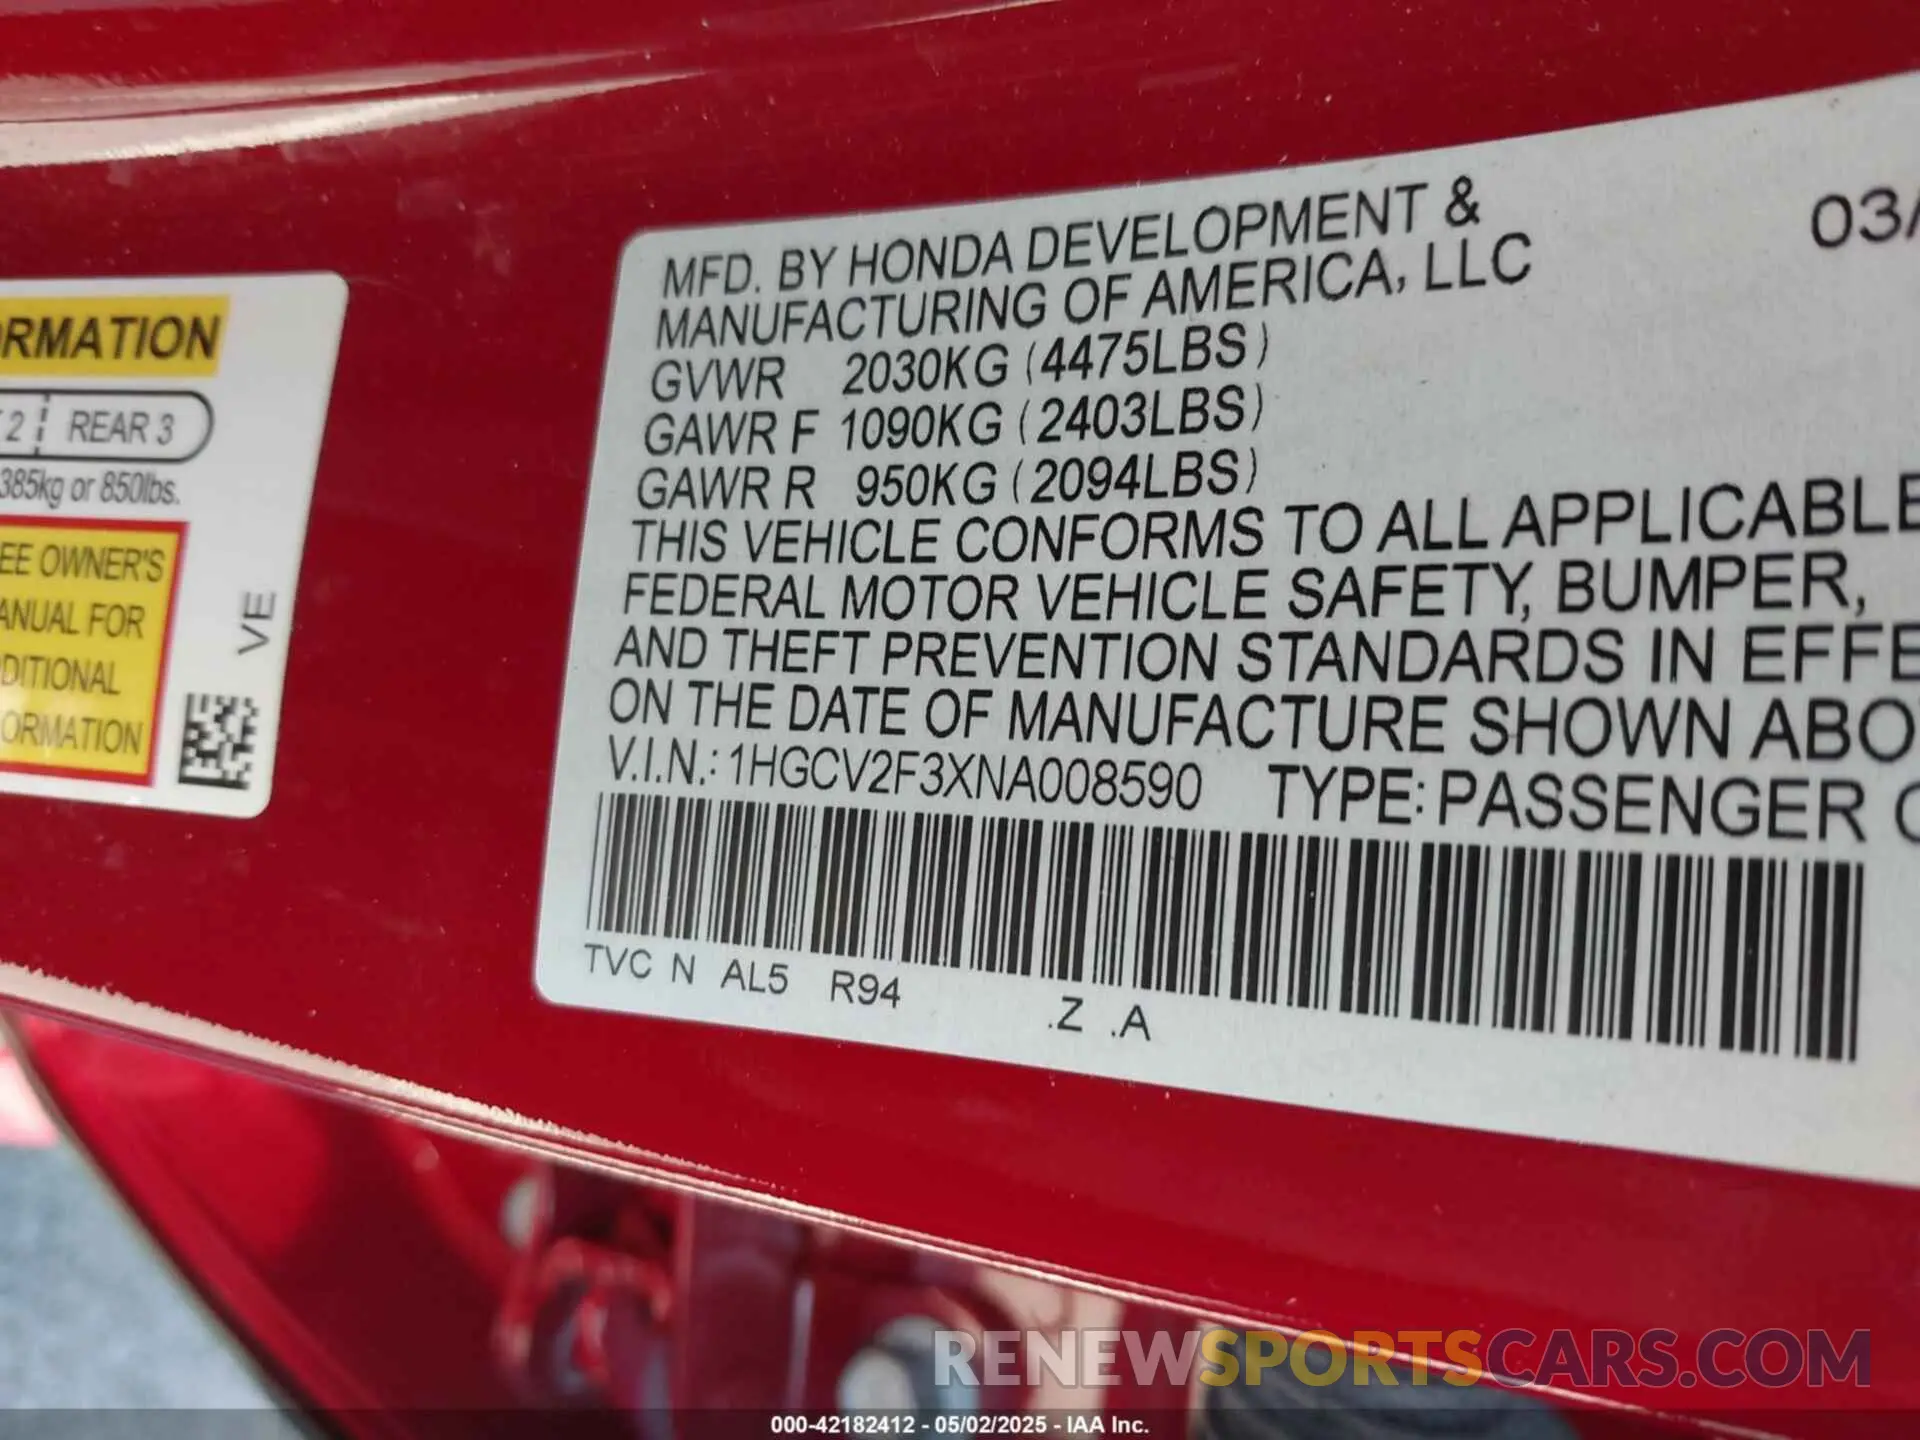 RMATION
2 REAR 3
385kg or 850lbs.
EE OWNER'S
ANUAL FOR
DITIONAL
ORMATION
VE
MFD. BY HONDA DEVELOPMENT &
MANUFACTURING OF AMERICA, LLC
03/
GVWR 2030KG (4475LBS)
GAWR F 1090KG (2403LBS)
GAWR R 950KG (2094LBS)
THIS VEHICLE CONFORMS TO ALL APPLICABLE
FEDERAL MOTOR VEHICLE SAFETY, BUMPER,
AND THEFT PREVENTION STANDARDS IN EFFE
ON THE DATE OF MANUFACTURE SHOWN ABO
V.I.N.: 1HGCV2F3XNA008590 TYPE: PASSENGER C
TVC N AL5 R94 .Z .A
RENEWSPORTSCARS.COM
000-42182412 - 05/02/2025 - IAA Inc.